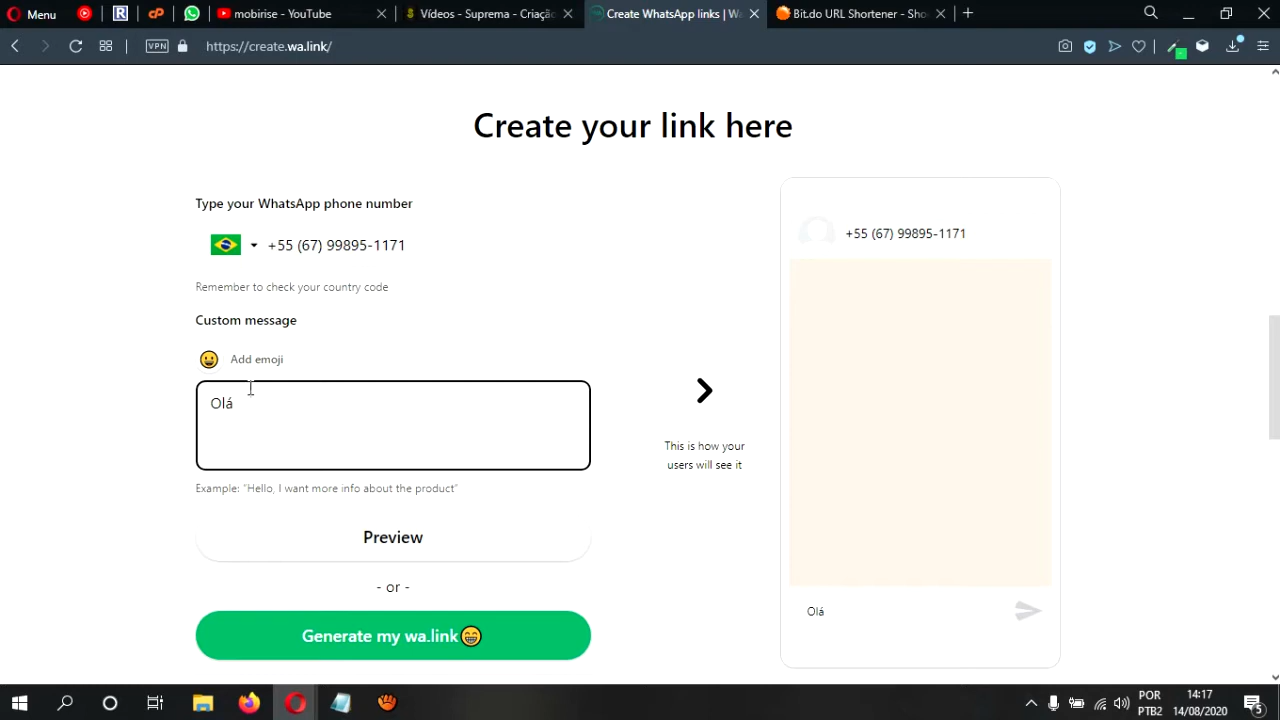 Menu
mobirise - YouTube
Vídeos - Suprema - Criação
Create WhatsApp links | Wa
Bit.do URL Shortener - Sho
VPN
https://create.wa.link/
Create your link here
Type your WhatsApp phone number
+55 (67) 99895-1171
Remember to check your country code
Custom message
Add emoji
Olá
Example: "Hello, I want more info about the product"
Preview
- or -
Generate my wa.link
This is how your
users will see it
+55 (67) 99895-1171
Olá
POR
PTB2
14:17
14/08/2020
5